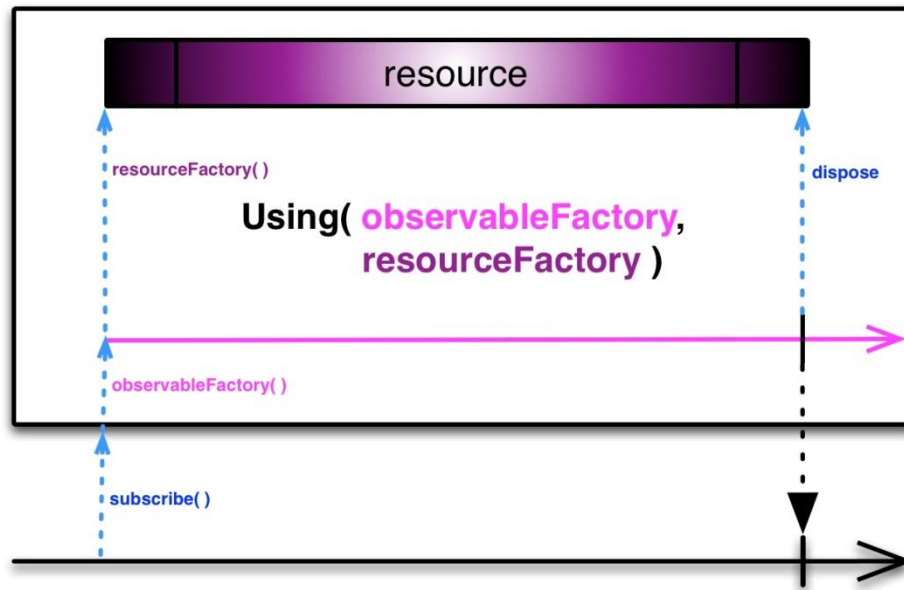 resource
resourceFactory( )
dispose
Using( observableFactory,
resourceFactory )
observableFactory( )
subscribe( )